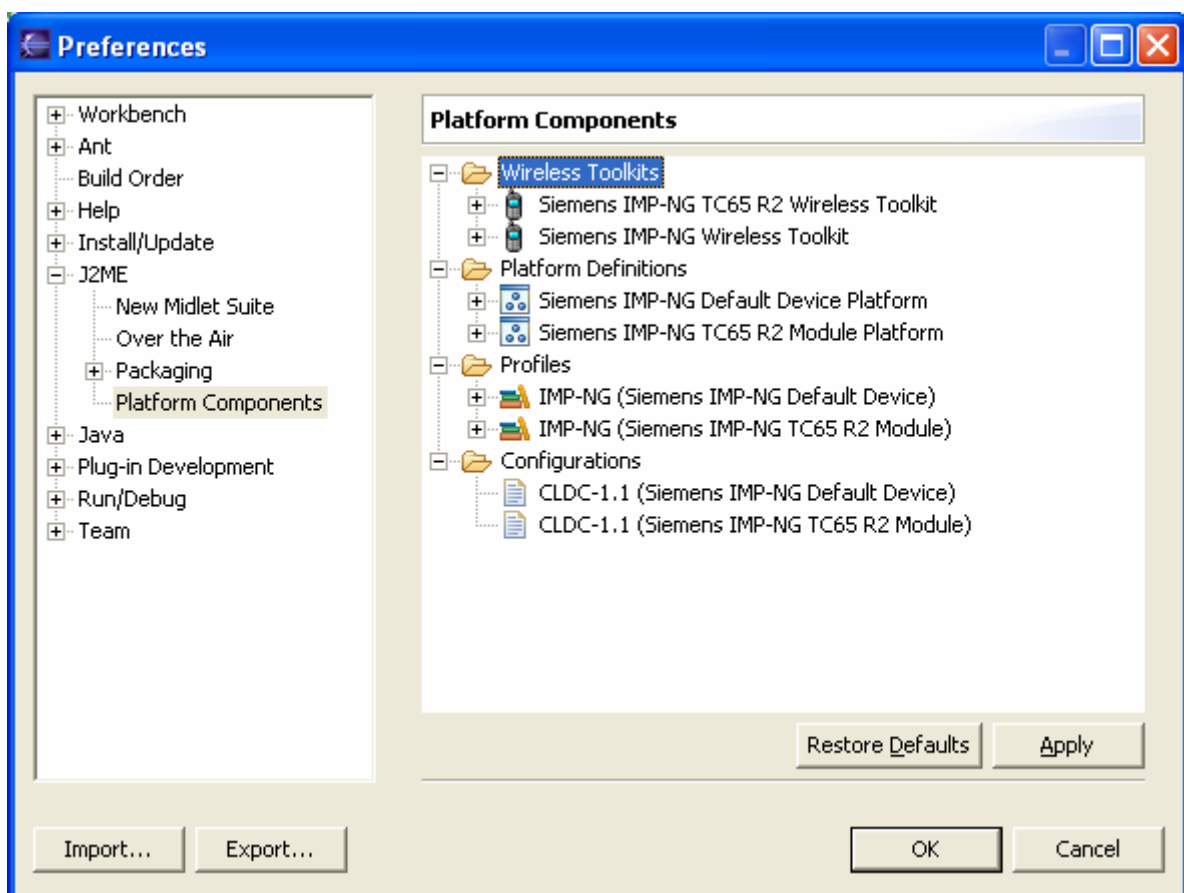 Preferences
Workbench
Ant
Build Order
Help
Install/Update
J2ME
New Midlet Suite
Over the Air
Packaging
Platform Components
Java
Plug-in Development
Run/Debug
Team
Platform Components
Wireless Toolkits
Siemens IMP-NG TC65 R2 Wireless Toolkit
Siemens IMP-NG Wireless Toolkit
Platform Definitions
Siemens IMP-NG Default Device Platform
Siemens IMP-NG TC65 R2 Module Platform
Profiles
IMP-NG (Siemens IMP-NG Default Device)
IMP-NG (Siemens IMP-NG TC65 R2 Module)
Configurations
CLDC-1.1 (Siemens IMP-NG Default Device)
CLDC-1.1 (Siemens IMP-NG TC65 R2 Module)
Restore Defaults
Apply
Import...
Export...
OK
Cancel